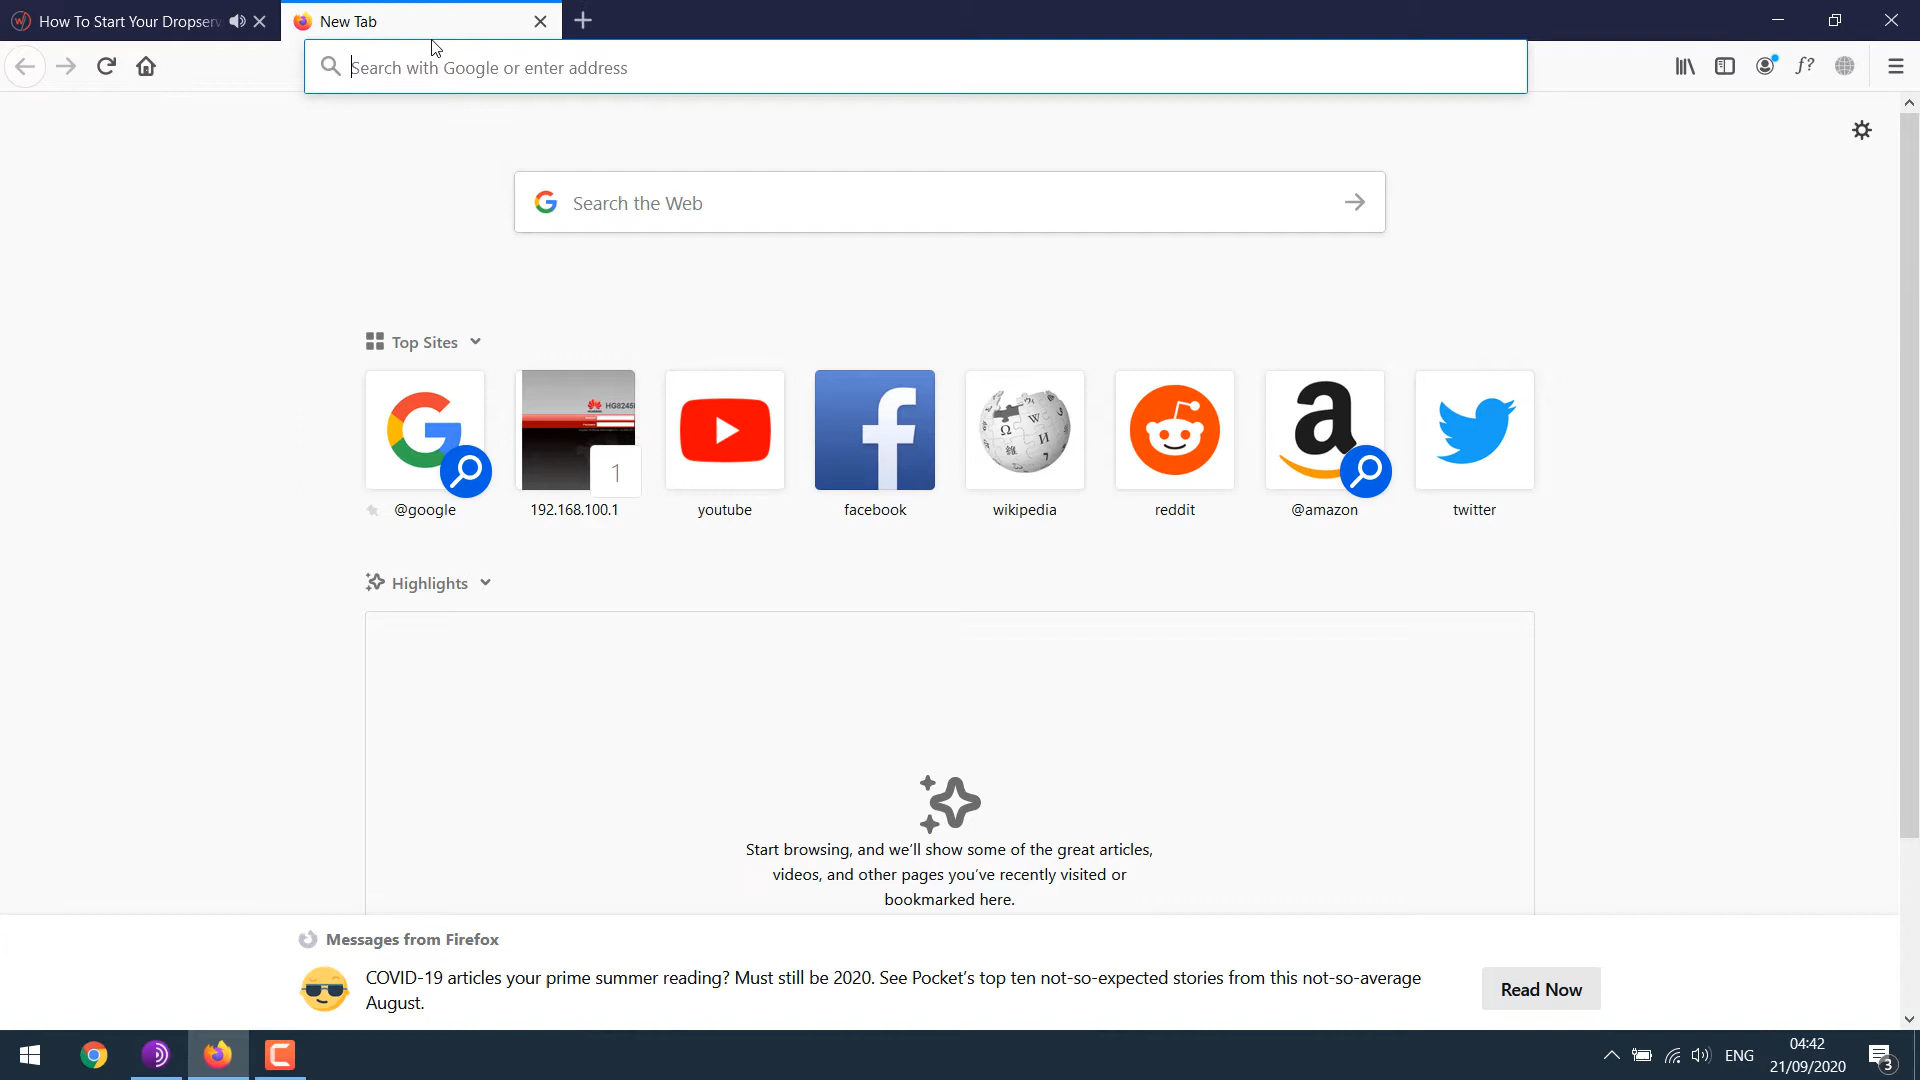 How To Start Your Dropserv
New Tab
Search with Google or enter address
f?
Search the Web
Top Sites
HG8245
1
@google
192.168.100.1
youtube
facebook
wikipedia
reddit
@amazon
twitter
Highlights
Start browsing, and we'll show some of the great articles,
videos, and other pages you've recently visited or
bookmarked here.
Messages from Firefox
COVID-19 articles your prime summer reading? Must still be 2020. See Pocket's top ten not-so-expected stories from this not-so-average
August.
Read Now
ENG
04:42
21/09/2020
3